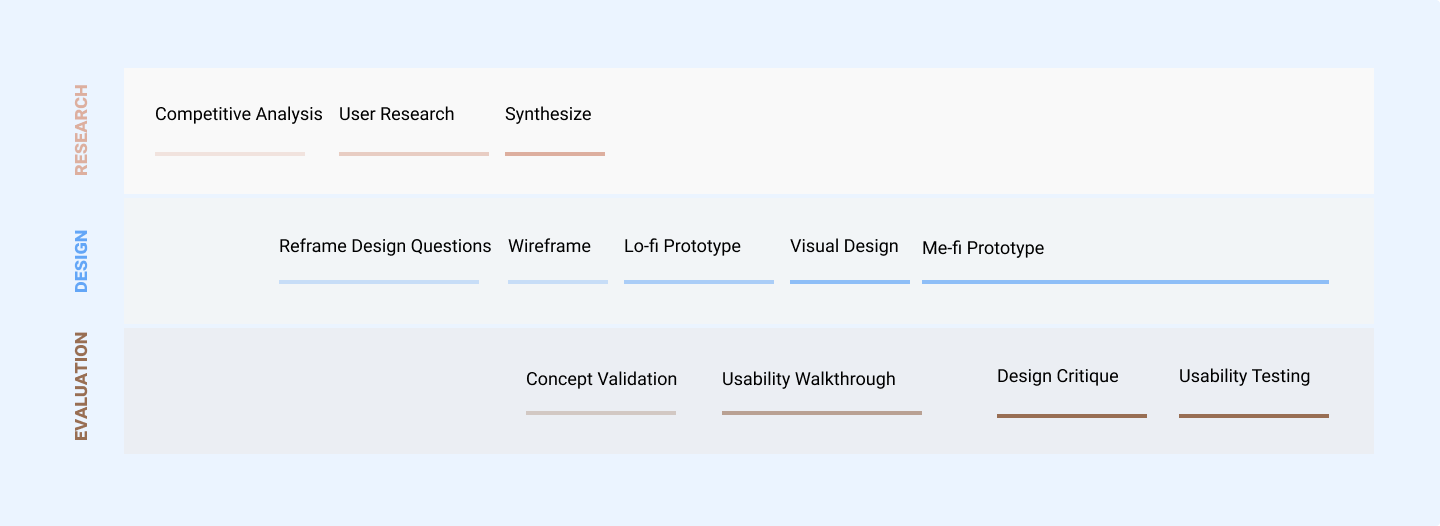 RESEARCH
Competitive Analysis
User Research
Synthesize
DESIGN
Reframe Design Questions
Wireframe
Lo-fi Prototype
Visual Design
Me-fi Prototype
EVALUATION
Concept Validation
Usability Walkthrough
Design Critique
Usability Testing